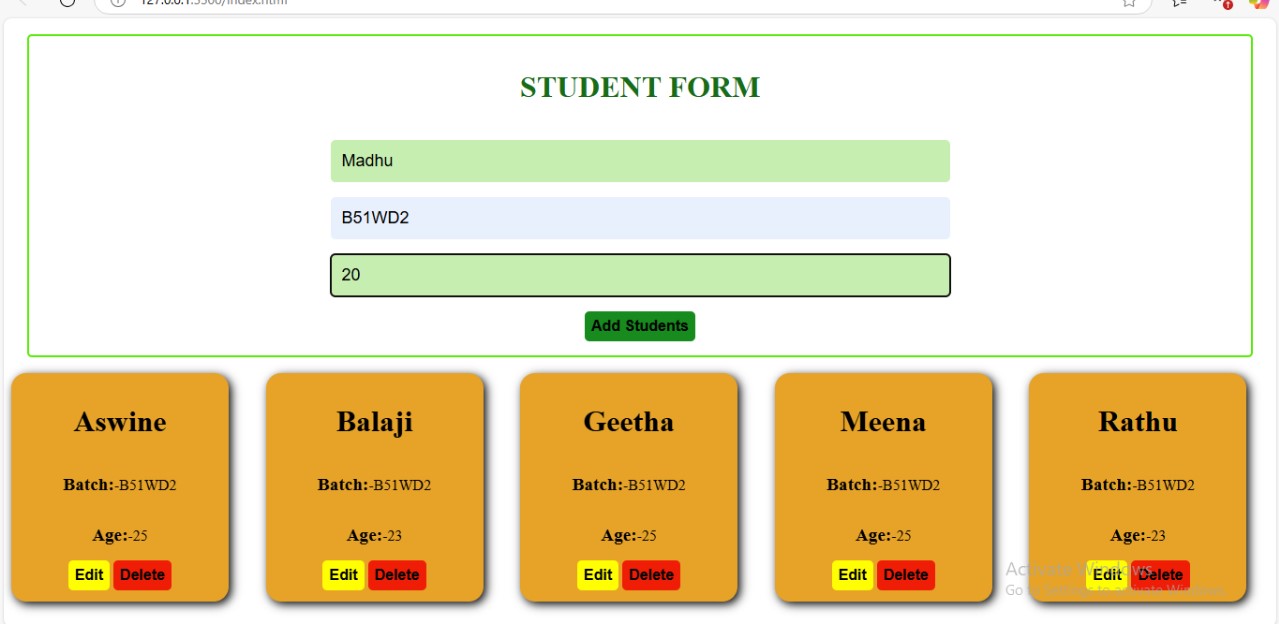 127.0.0.1:5500/index.html
STUDENT FORM
Madhu
B51WD2
20
Add Students
Aswine Balaji Geetha Meena Rathu
Batch:-B51WD2 Batch:-B51WD2 Batch:-B51WD2 Batch:-B51WD2 Batch:-B51WD2
Age:-25 Age:-23 Age:-25 Age:-25 Age:-23
Activate Windows
Edit Delete Edit Delete Edit Delete Edit Delete Edit Delete
Go to Settings to activate Windows.